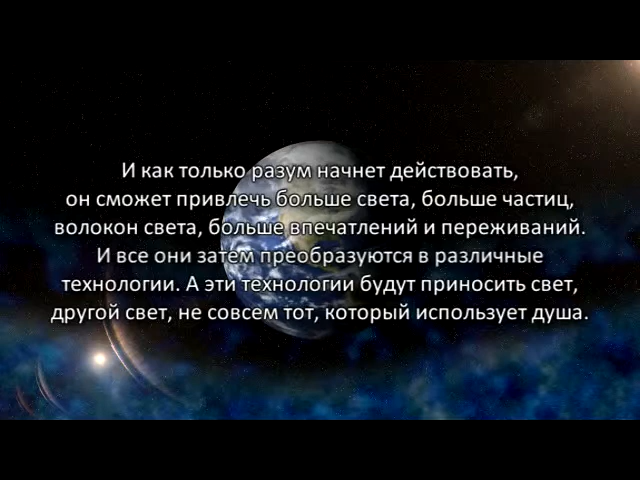 И как только разум начнет действовать,
он сможет привлечь больше света, больше частиц,
волокон света, больше впечатлений и переживаний.
И все они затем преобразуются в различные
технологии. А эти технологии будут приносить свет,
другой свет, не совсем тот, который использует душа.